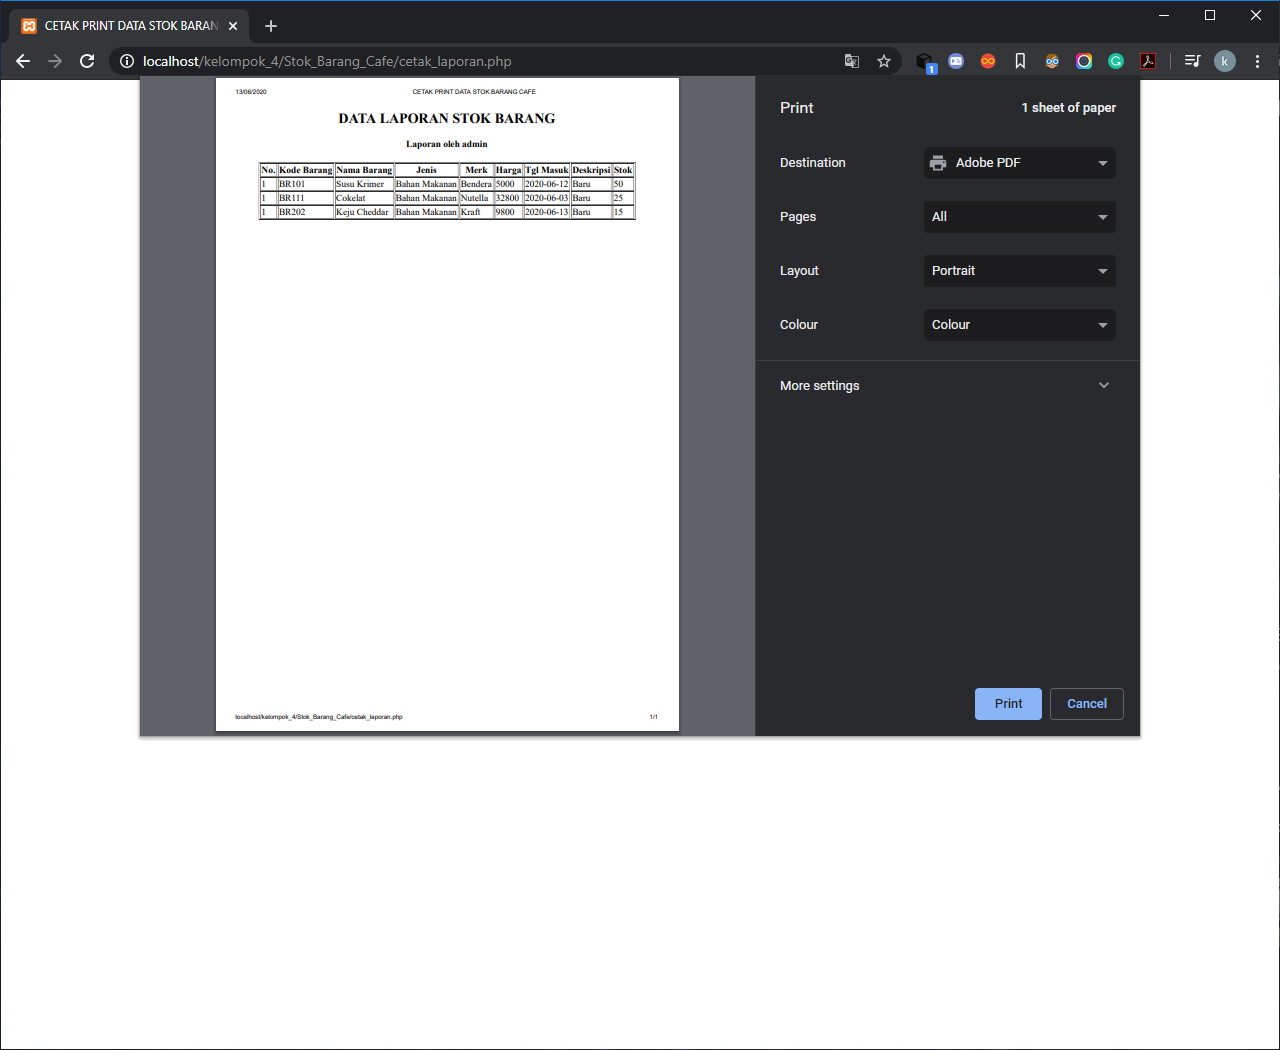 CETAK PRINT DATA STOK BARAN
localhost/kelompok_4/Stok_Barang_Cafe/cetak_laporan.php
1
k
13/06/2020 CETAK PRINT DATA STOK BARANG CAFE
DATA LAPORAN STOK BARANG
Laporan oleh admin
No. Kode Barang Nama Barang Jenis Merk Harga Tgl Masuk Deskripsi Stok
1 BR101 Susu Krimer Bahan Makanan Bendera 5000 2020-06-12 Baru 50
1 BR111 Cokelat Bahan Makanan Nutella 32800 2020-06-03 Baru 25
1 BR202 Keju Cheddar Bahan Makanan Kraft 9800 2020-06-13 Baru 15
localhost/kelompok_4/Stok_Barang_Cafe/cetak_laporan.php 1/1
Print 1 sheet of paper
Destination Adobe PDF
Pages All
Layout Portrait
Colour Colour
More settings
Print Cancel